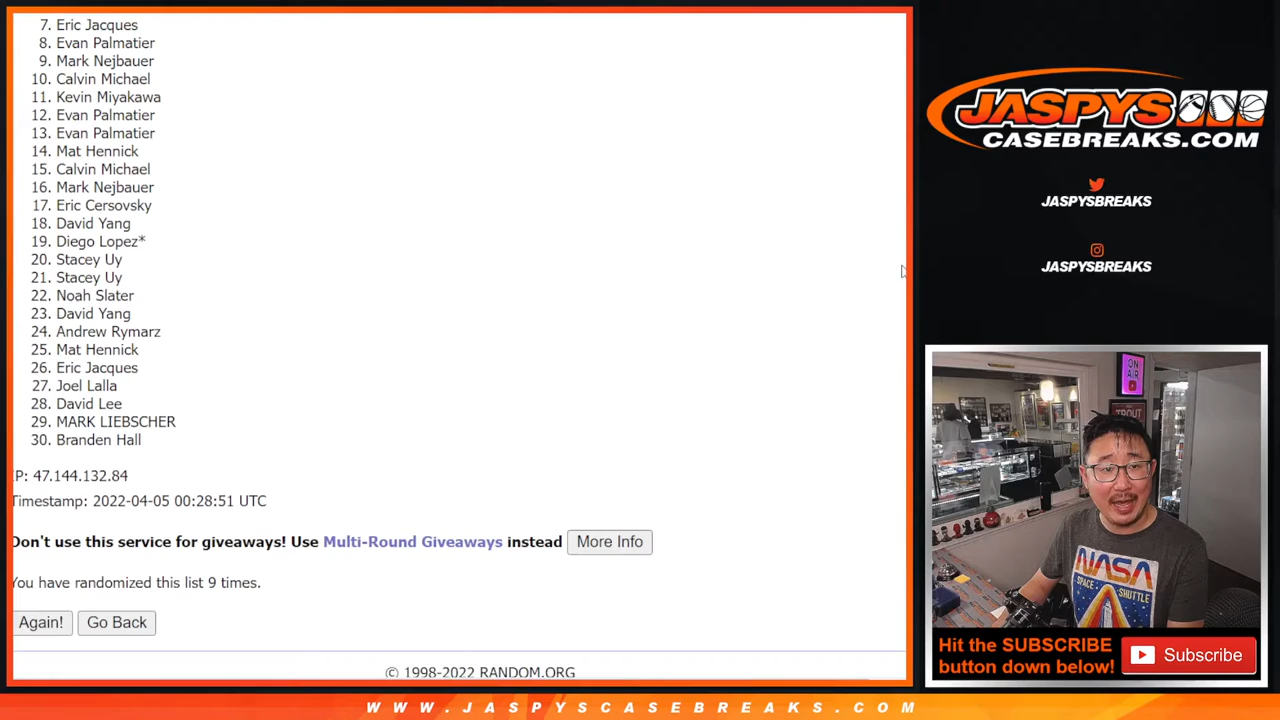 7. Eric Jacques
8. Evan Palmatier
9. Mark Nejbauer
10. Calvin Michael
11. Kevin Miyakawa
12. Evan Palmatier
13. Evan Palmatier
14. Mat Hennick
15. Calvin Michael
16. Mark Nejbauer
17. Eric Cersovsky
18. David Yang
19. Diego Lopez*
20. Stacey Uy
21. Stacey Uy
22. Noah Slater
23. David Yang
24. Andrew Rymarz
25. Mat Hennick
26. Eric Jacques
27. Joel Lalla
28. David Lee
29. MARK LIEBSCHER
30. Branden Hall
IP: 47.144.132.84
Timestamp: 2022-04-05 00:28:51 UTC
Don't use this service for giveaways! Use Multi-Round Giveaways instead More Info
You have randomized this list 9 times.
Again! Go Back
© 1998-2022 RANDOM.ORG
JASPYS
CASEBREAKS.COM
JASPYSBREAKS
JASPYSBREAKS
ON
AIR
TROUT
NASA
SPACE SHUTTLE
Hit the SUBSCRIBE
button down below!
Subscribe
WWW.JASPYSCASEBREAKS.COM